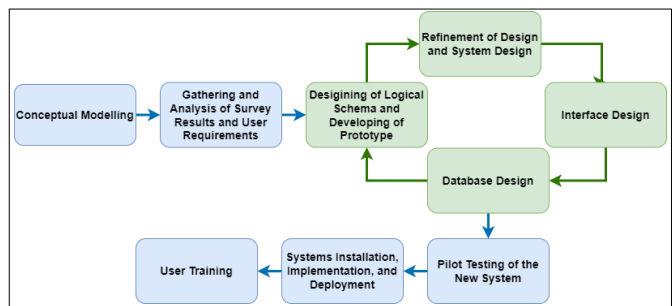 Conceptual Modelling
Gathering and
Analysis of Survey
Results and User
Requirements
Desigining of Logical
Schema and
Developing of
Prototype
Refinement of Design
and System Design
Interface Design
Database Design
Pilot Testing of the
New System
Systems Installation,
Implementation, and
Deployment
User Training